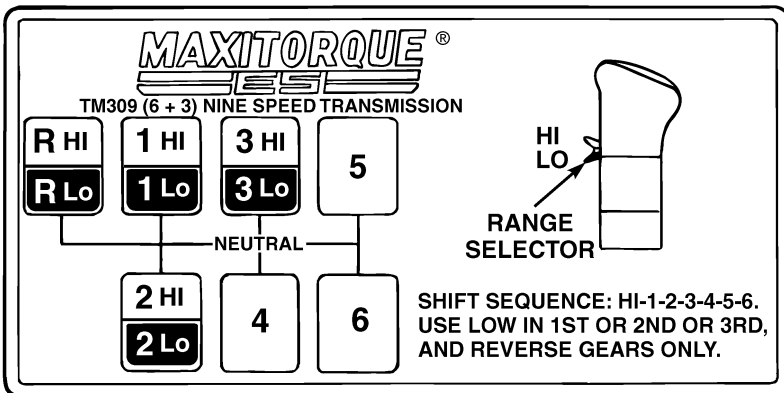 MAXITORQUE ®
ES
TM309 (6 + 3) NINE SPEED TRANSMISSION
R HI
R Lo
1 HI
1 Lo
3 HI
3 Lo
5
NEUTRAL
2 HI
2 Lo
4
6
HI
LO
RANGE
SELECTOR
SHIFT SEQUENCE: HI-1-2-3-4-5-6.
USE LOW IN 1ST OR 2ND OR 3RD,
AND REVERSE GEARS ONLY.